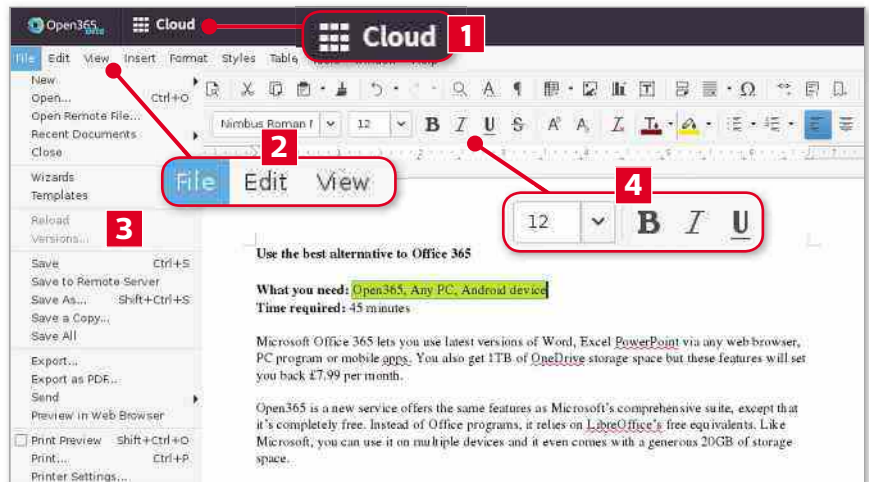 Open365 Beta Cloud
Cloud 1
File Edit View Insert Format Styles Table
New
Open... Ctrl+O
Open Remote File...
Recent Documents
Close
Wizards
Templates
Reload
Versions...
Save Ctrl+S
Save to Remote Server
Save As... Shift+Ctrl+S
Save a Copy...
Save All
Export...
Export as PDF...
Send
Preview in Web Browser
Print Preview Shift+Ctrl+O
Print... Ctrl+P
Printer Settings...
3
Nimbus Roman 12 B I U S
2
File Edit View
4
12 B I U
Use the best alternative to Office 365
What you need: Open365, Any PC, Android device
Time required: 45 minutes
Microsoft Office 365 lets you use latest versions of Word, Excel PowerPoint via any web browser,
PC program or mobile apps. You also get 1TB of OneDrive storage space but these features will set
you back £7.99 per month.
Open365 is a new service offers the same features as Microsoft's comprehensive suite, except that
it's completely free. Instead of Office programs, it relies on LibreOffice's free equivalents. Like
Microsoft, you can use it on multiple devices and it even comes with a generous 20GB of storage
space.